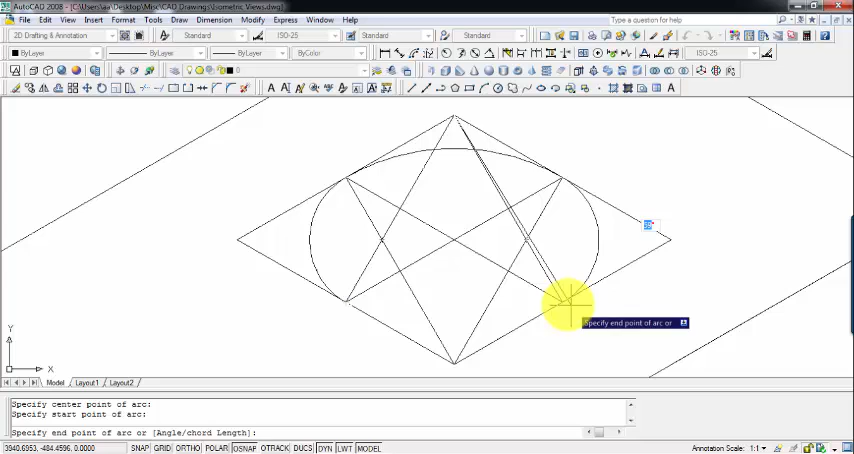 AutoCAD 2008 - [C:\Users\aa\Desktop\Misc\CAD Drawings\Isometric Views.dwg]
File Edit View Insert Format Tools Draw Dimension Modify Express Window Help
Type a question for help
2D Drafting & Annotation
Standard
ISO-25
Standard
Standard
ByLayer
ByLayer
ByColor
ISO-25
0
Specify end point of arc or
Y
X
Model Layout1 Layout2
Specify center point of arc:
Specify start point of arc:
Specify end point of arc or [Angle/chord Length]:
3940.6953, -484.4596, 0.0000
SNAP GRID ORTHO POLAR OSNAP OTRACK DUCS DYN LWT MODEL
Annotation Scale: 1:1